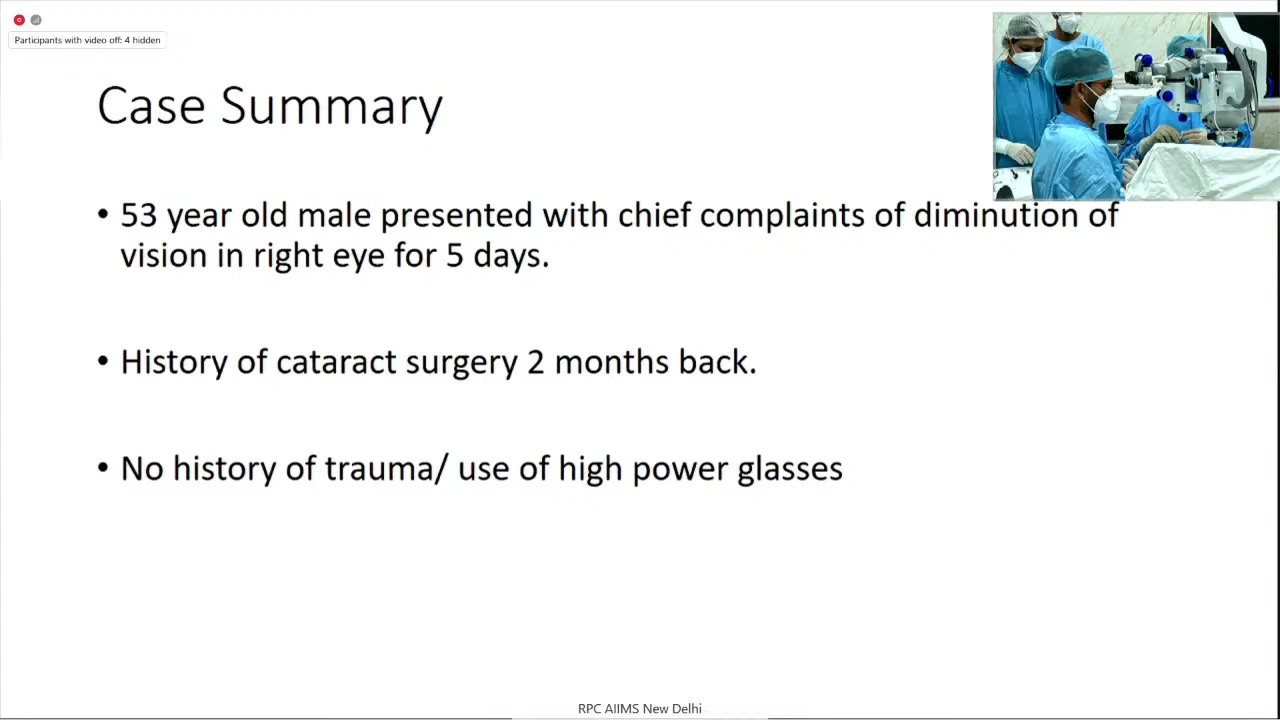 Participants with video off: 4 hidden
Case Summary
• 53 year old male presented with chief complaints of diminution of
vision in right eye for 5 days.
• History of cataract surgery 2 months back.
• No history of trauma/ use of high power glasses
RPC AIIMS New Delhi